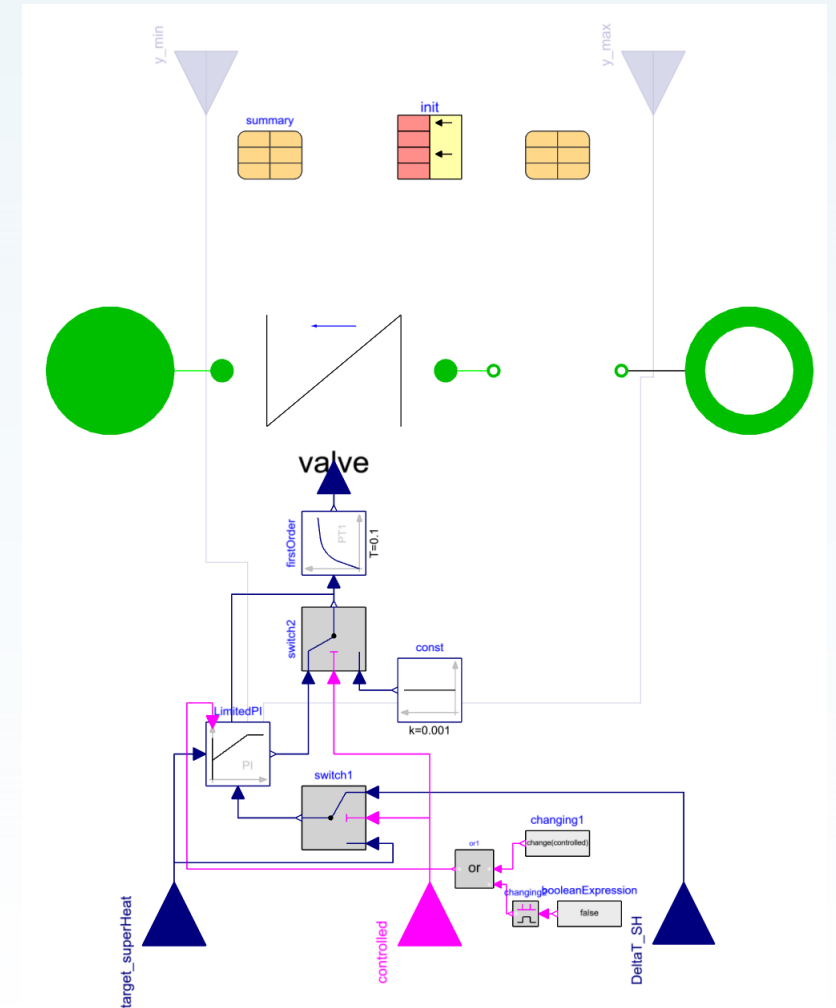 y_min
y_max
summary
init
valve
firstOrder
PT1
T=0.1
switch2
const
k=0.001
LimitedPI
PI
switch1
changing1
change(controlled)
or1
or
booleanExpression
false
target_superHeat
controlled
DeltaT_SH